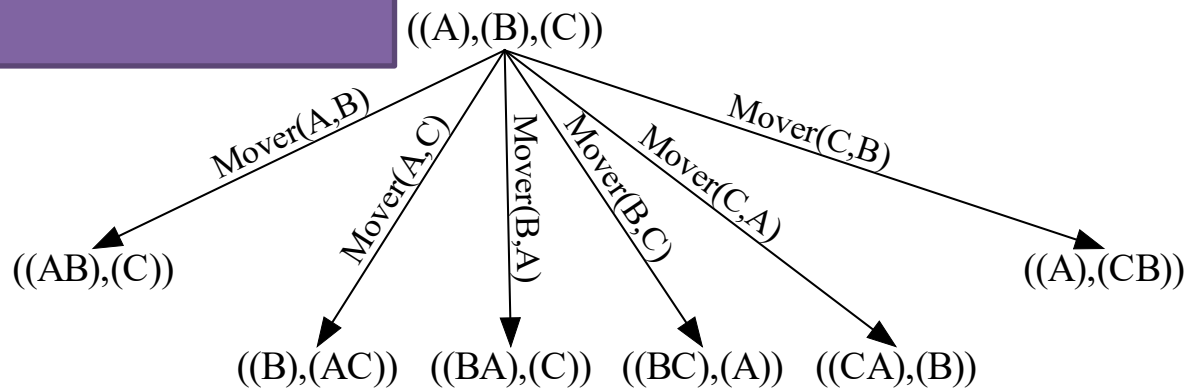 ((A),(B),(C))
Mover(A,B)
Mover(A,C)
Mover(B,A)
Mover(B,C)
Mover(C,A)
Mover(C,B)
((AB),(C))
((A),(CB))
((B),(AC))
((BA),(C))
((BC),(A))
((CA),(B))